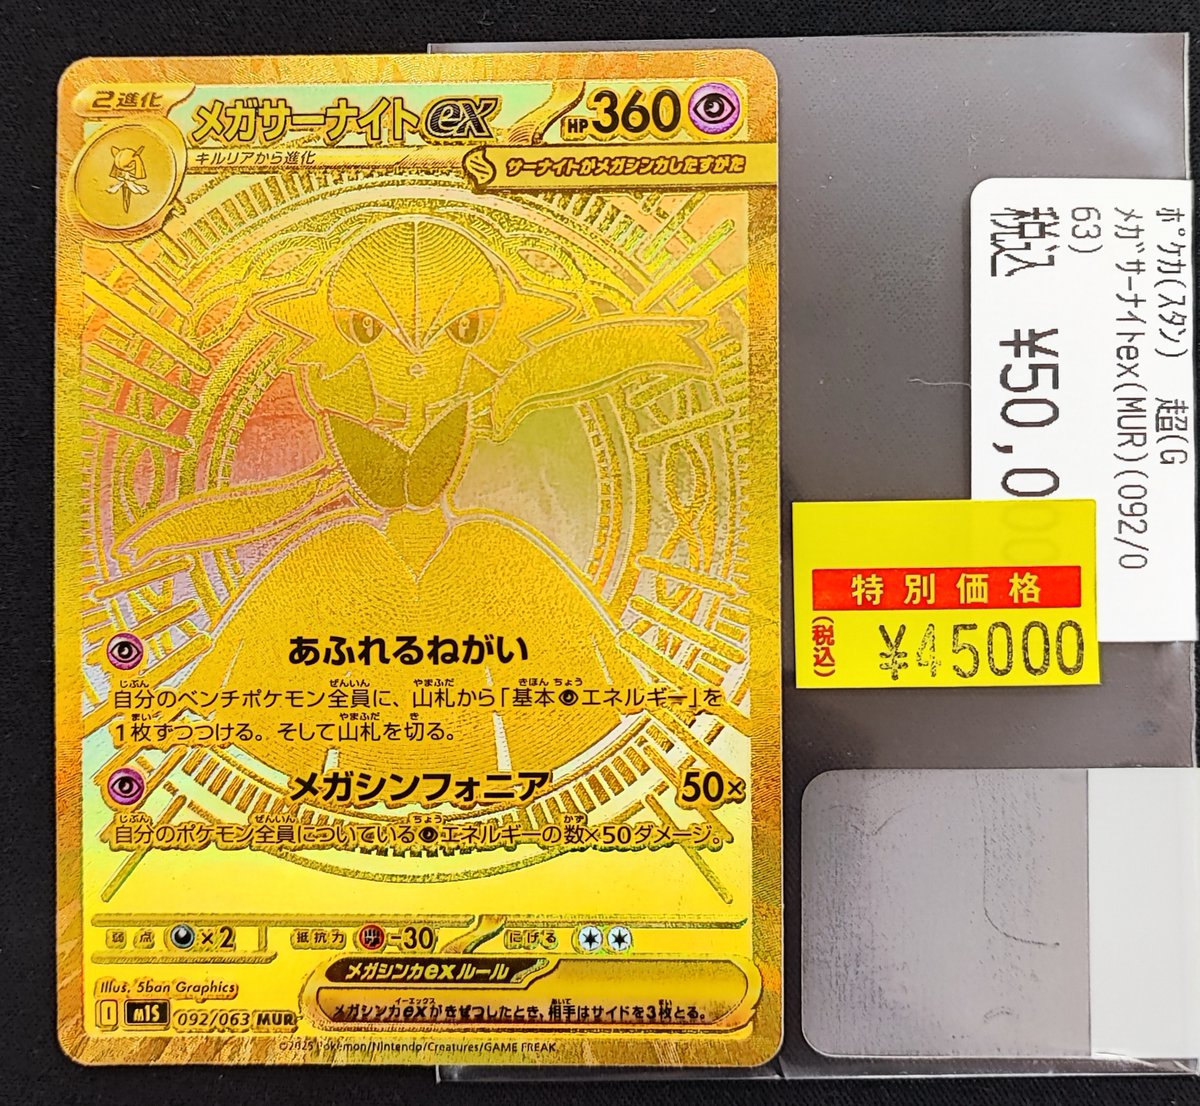 2進化
メガサーナイトex
HP360
キルリアから進化
サーナイトがメガシンカしたすがた
あふれるねがい
自分のベンチポケモン全員に、山札から「基本エネルギー」を
1枚ずつつける。そして山札を切る。
メガシンフォニア 50×
自分のポケモン全員についているエネルギーの数×50ダメージ。
弱点 ×2 抵抗力 -30 にげる
メガシンカexルール
メガシンカexがきぜつしたとき、相手はサイドを3枚とる。
Illus. 5ban Graphics
I M1S 092/063 MUR
©2025 Pokémon/Nintendo/Creatures/GAME FREAK
ポケカ(スタン) 超(G
メガサーナイトex(MUR)(092/0
63)
税込 ¥50,0
特別価格
(税込) ¥45000